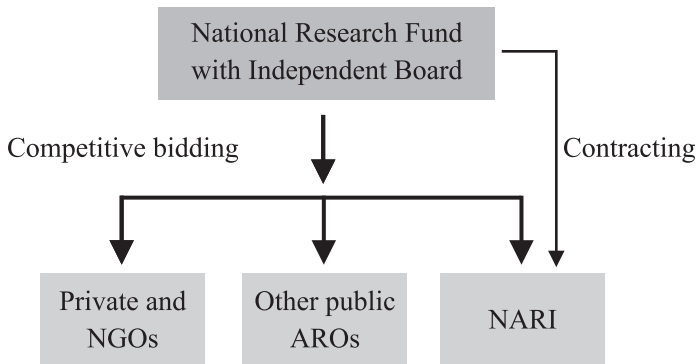 National Research Fund
with Independent Board
Competitive bidding
Contracting
Private and
NGOs
Other public
AROs
NARI